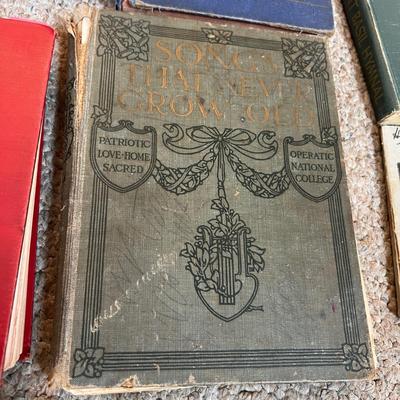 SONGS
THAT NEVER
GROW OLD
PATRIOTIC
LOVE·HOME
SACRED
OPERATIC
NATIONAL
COLLEGE